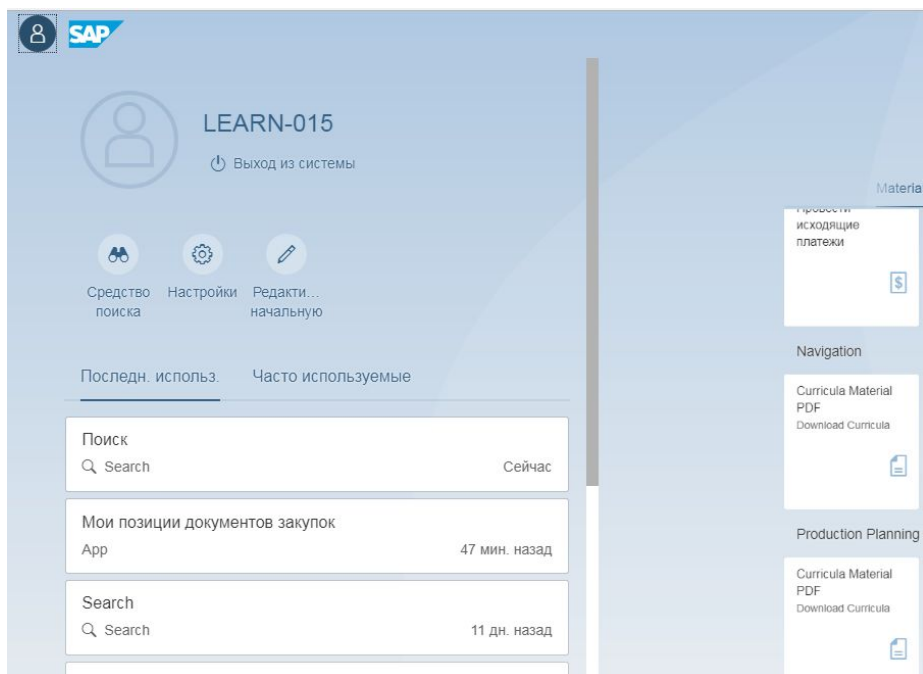 SAP
LEARN-015
Выход из системы
Средство
поиска
Настройки
Редакти...
начальную
Последн. использ.
Часто используемые
Поиск
Search
Сейчас
Мои позиции документов закупок
App
47 мин. назад
Search
Search
11 дн. назад
Materia
исходящие
платежи
Navigation
Curricula Material
PDF
Download Curricula
Production Planning
Curricula Material
PDF
Download Curricula